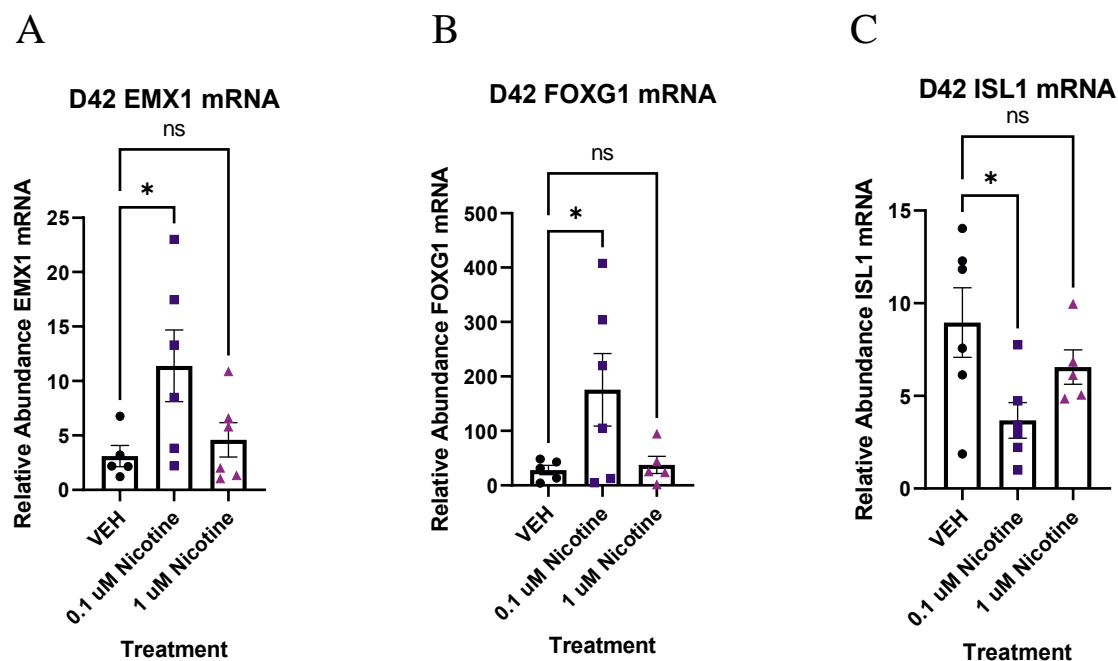 A
D42 EMX1 mRNA
ns
*
Relative Abundance EMX1 mRNA
25
20
15
10
5
0
VEH
0.1 uM Nicotine
1 uM Nicotine
Treatment
B
D42 FOXG1 mRNA
ns
*
Relative Abundance FOXG1 mRNA
500
400
300
200
100
0
VEH
0.1 uM Nicotine
1 uM Nicotine
Treatment
C
D42 ISL1 mRNA
ns
*
Relative Abundance ISL1 mRNA
15
10
5
0
VEH
0.1 uM Nicotine
1 uM Nicotine
Treatment